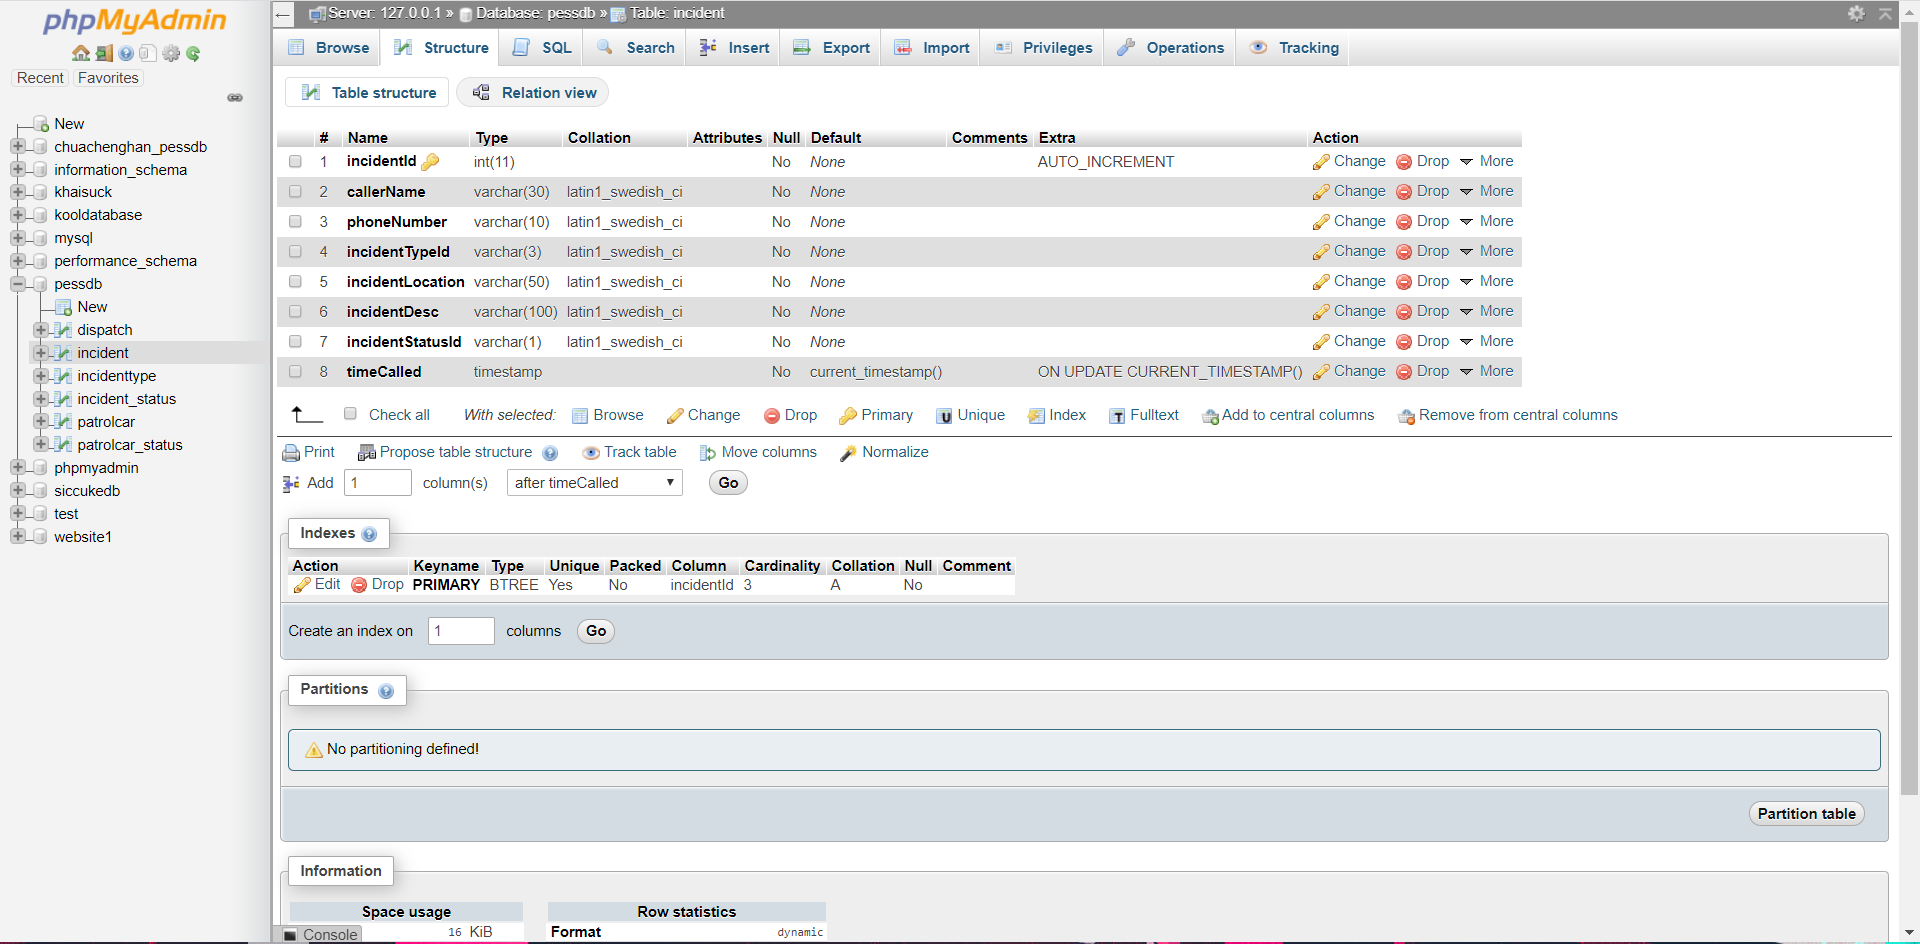 phpMyAdmin
Recent Favorites
New
chuachenghan_pessdb
information_schema
khaisuck
kooldatabase
mysql
performance_schema
pessdb
New
dispatch
incident
incidenttype
incident_status
patrolcar
patrolcar_status
phpmyadmin
siccukedb
test
website1
Server: 127.0.0.1 » Database: pessdb » Table: incident
Browse Structure SQL Search Insert Export Import Privileges Operations Tracking
Table structure Relation view
# Name Type Collation Attributes Null Default Comments Extra Action
1 incidentId int(11) No None AUTO_INCREMENT Change Drop More
2 callerName varchar(30) latin1_swedish_ci No None Change Drop More
3 phoneNumber varchar(10) latin1_swedish_ci No None Change Drop More
4 incidentTypeId varchar(3) latin1_swedish_ci No None Change Drop More
5 incidentLocation varchar(50) latin1_swedish_ci No None Change Drop More
6 incidentDesc varchar(100) latin1_swedish_ci No None Change Drop More
7 incidentStatusId varchar(1) latin1_swedish_ci No None Change Drop More
8 timeCalled timestamp No current_timestamp() ON UPDATE CURRENT_TIMESTAMP() Change Drop More
Check all With selected: Browse Change Drop Primary Unique Index Fulltext Add to central columns Remove from central columns
Print Propose table structure Track table Move columns Normalize
Add 1 column(s) after timeCalled Go
Indexes
Action Keyname Type Unique Packed Column Cardinality Collation Null Comment
Edit Drop PRIMARY BTREE Yes No incidentId 3 A No
Create an index on 1 columns Go
Partitions
No partitioning defined!
Partition table
Information
Space usage Row statistics
16 KiB Format dynamic
Console